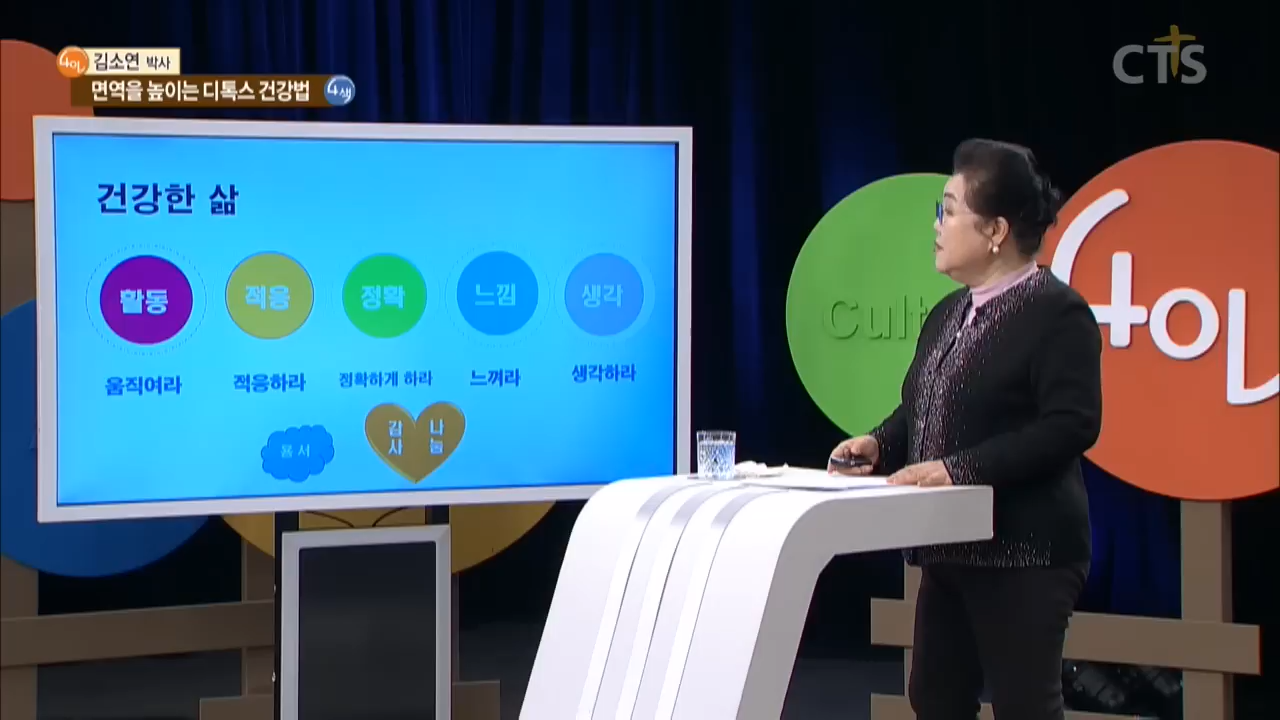 4인 김소연 박사
면역을 높이는 디톡스 건강법 4색
CTS
건강한 삶
활동 적응 정확 느낌 생각
움직여라 적응하라 정확하게 하라 느껴라 생각하라
용서
감사 나눔
Cult
4인